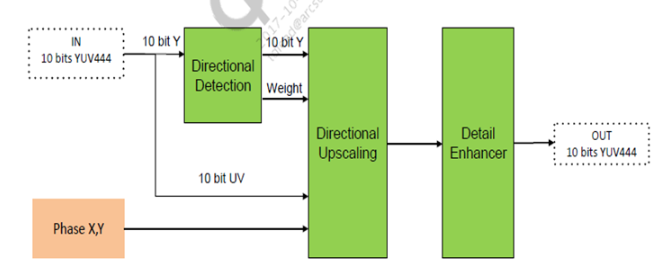 IN
10 bits YUV444
10 bit Y
10 bit Y
Directional
Detection
Weight
Directional
Upscaling
Detail
Enhancer
OUT
10 bits YUV444
10 bit UV
Phase X,Y